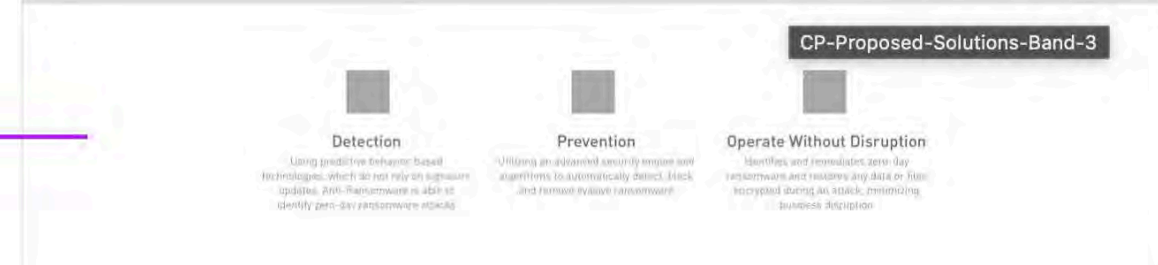 CP-Proposed-Solutions-Band-3
Detection
Using predictive behavior based
technologies, which do not rely on signature
updates, Anti-Ransomware is able to
identify zero-day ransomware attacks
Prevention
Utilizing an advanced security engine and
algorithms to automatically detect, block
and remove evasive ransomware
Operate Without Disruption
Identifies and remediates zero-day
ransomware and restores any data or files
encrypted during an attack, minimizing
business disruption